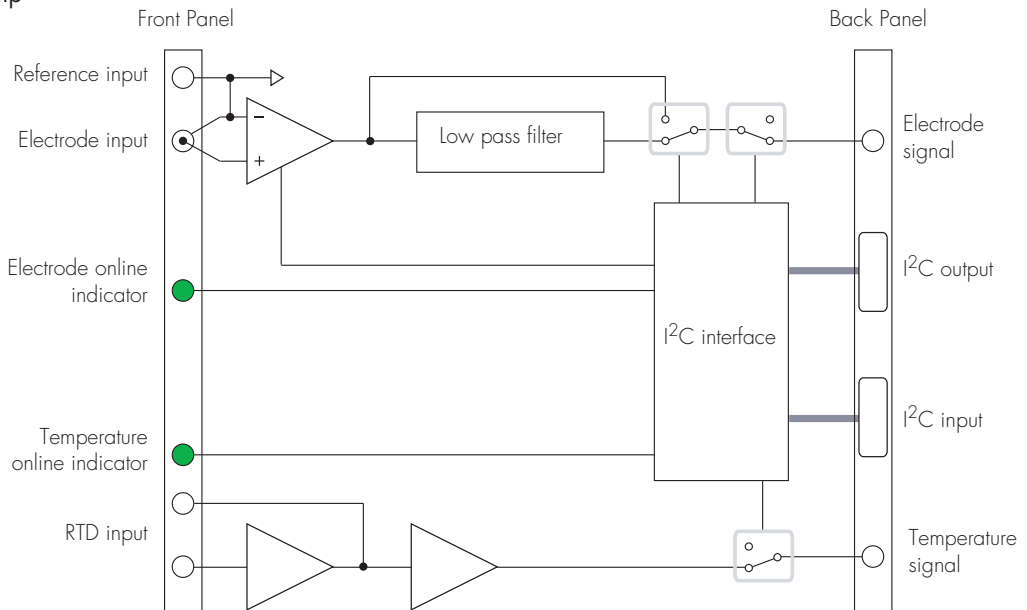 Front Panel
Back Panel
Reference input
Electrode input
Low pass filter
Electrode
signal
−
+
Electrode online
indicator
I2C output
I2C interface
I2C input
Temperature
online indicator
RTD input
Temperature
signal